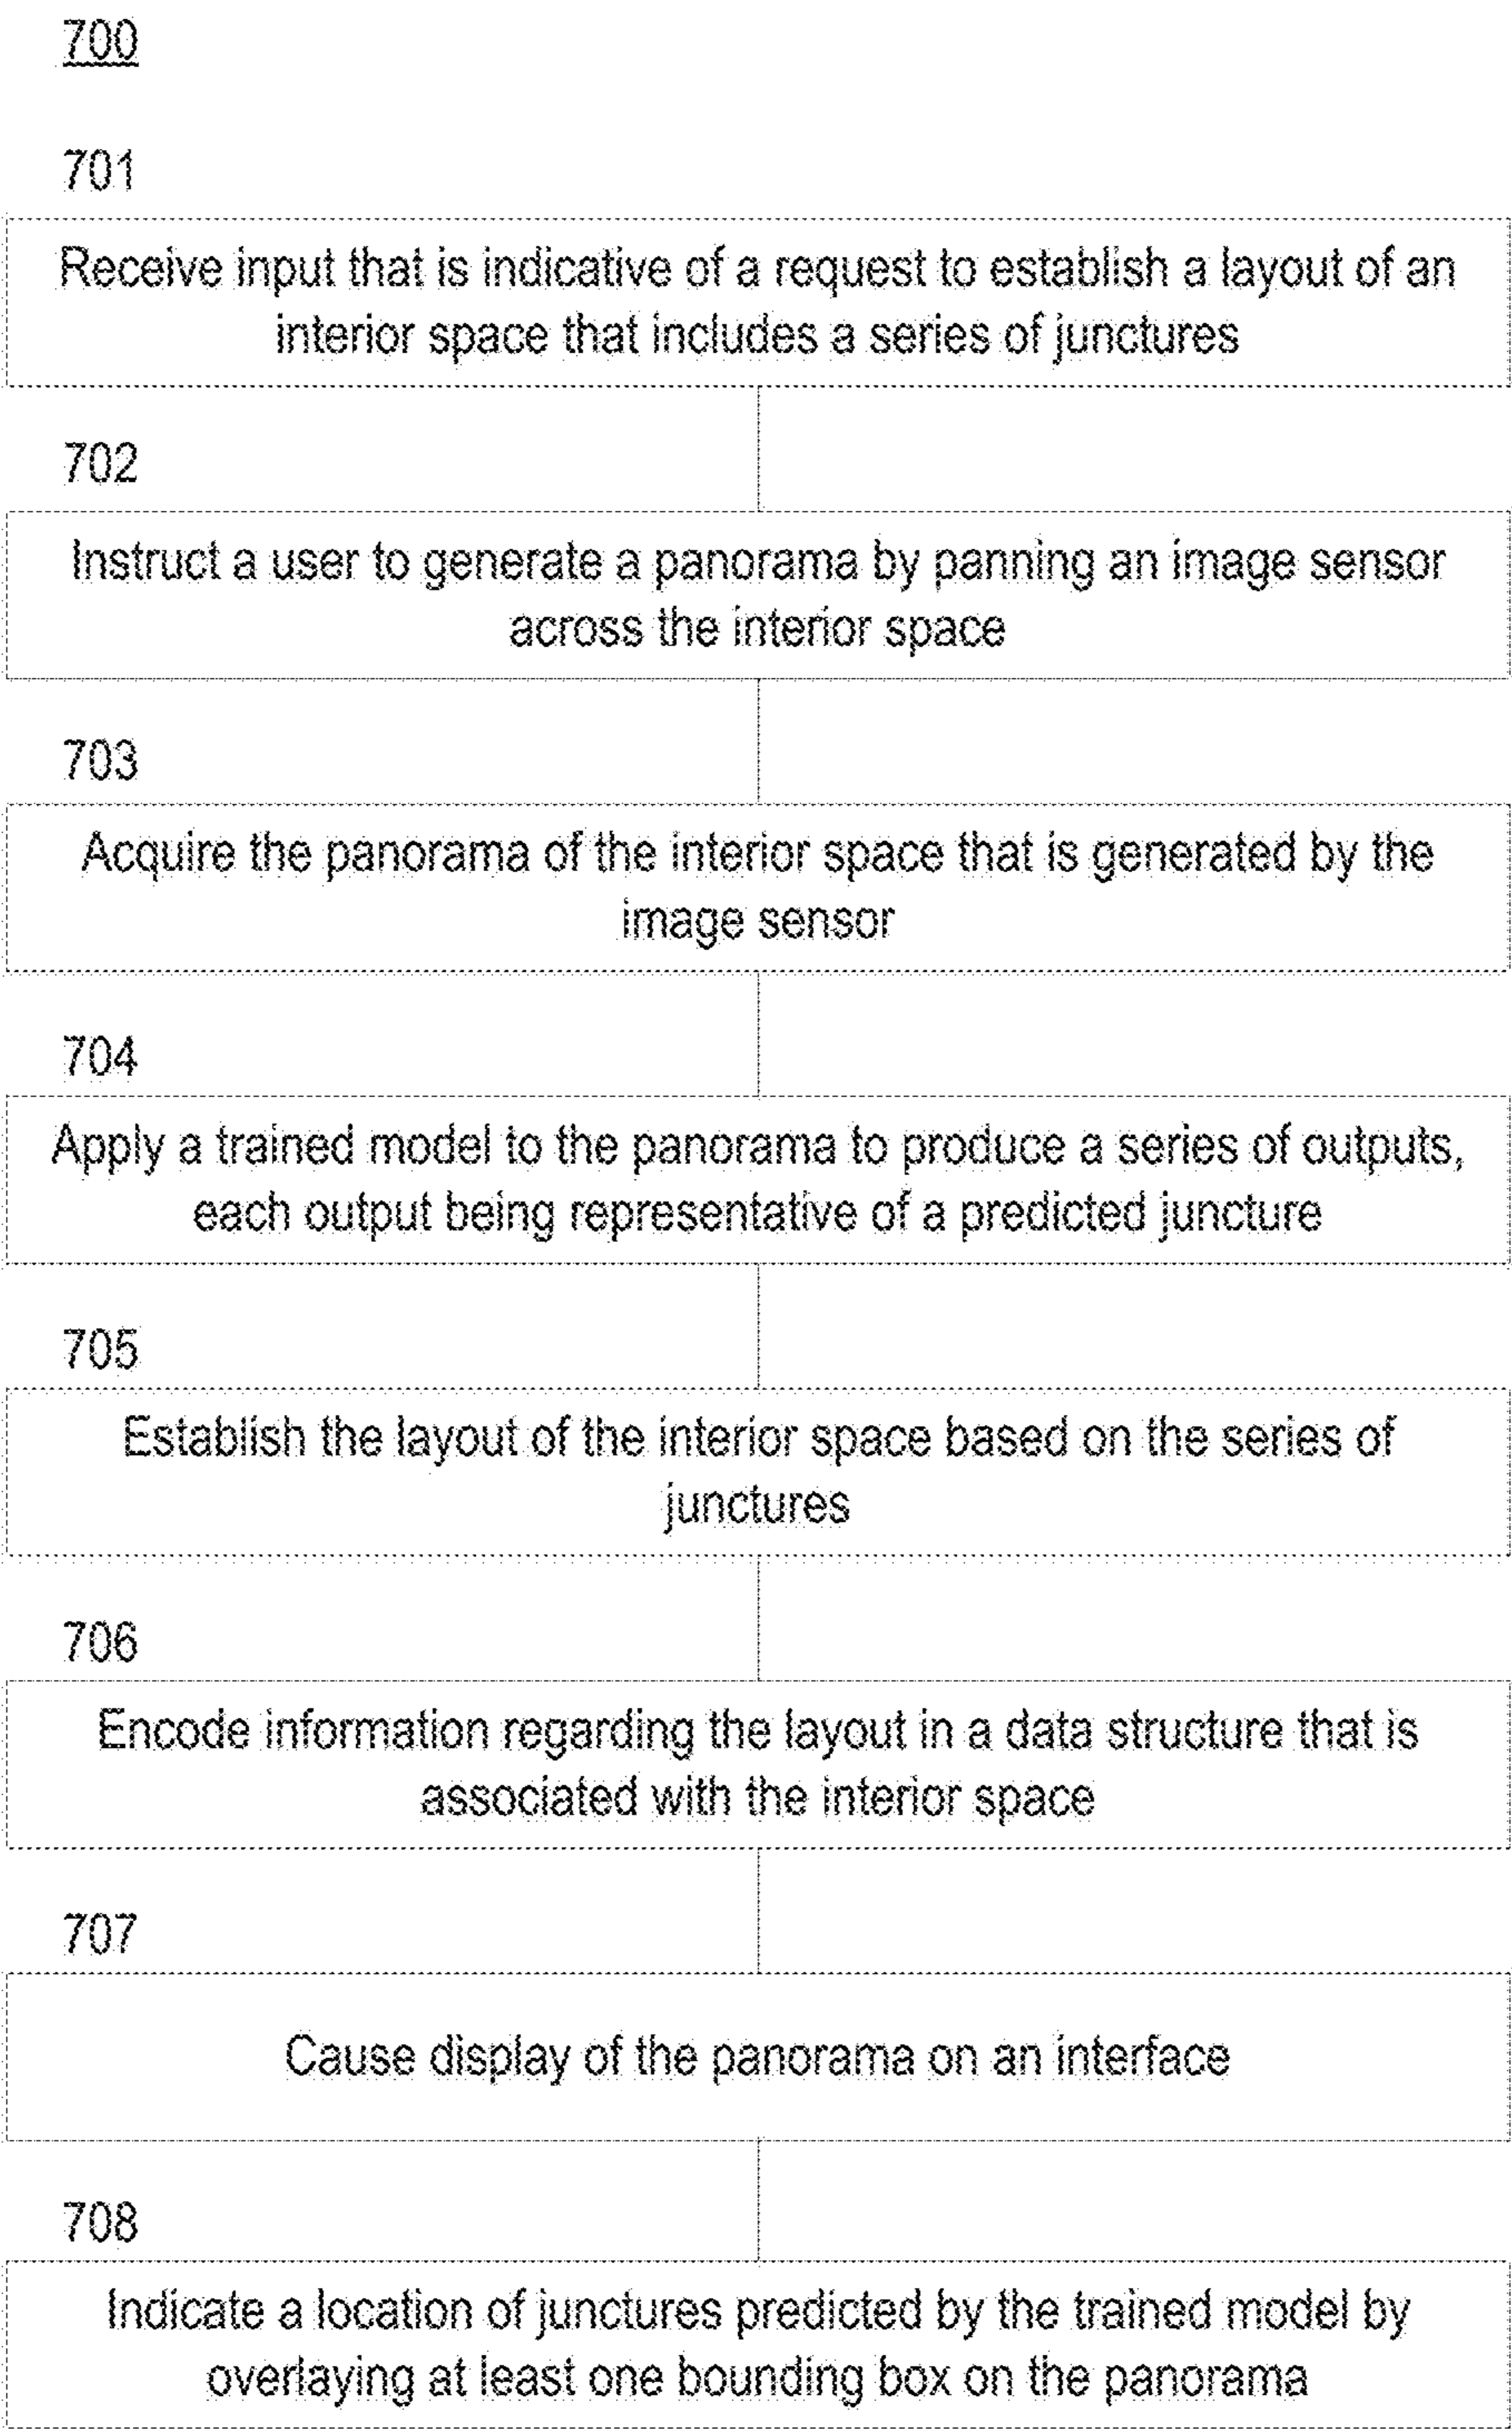 700
701
Receive input that is indicative of a request to establish a layout of an
interior space that includes a series of junctures
702
Instruct a user to generate a panorama by panning an image sensor
across the interior space
703
Acquire the panorama of the interior space that is generated by the
image sensor
704
Apply a trained model to the panorama to produce a series of outputs,
each output being representative of a predicted juncture
705
Establish the layout of the interior space based on the series of
junctures
706
Encode information regarding the layout in a data structure that is
associated with the interior space
707
Cause display of the panorama on an interface
708
Indicate a location of junctures predicted by the trained model by
overlaying at least one bounding box on the panorama